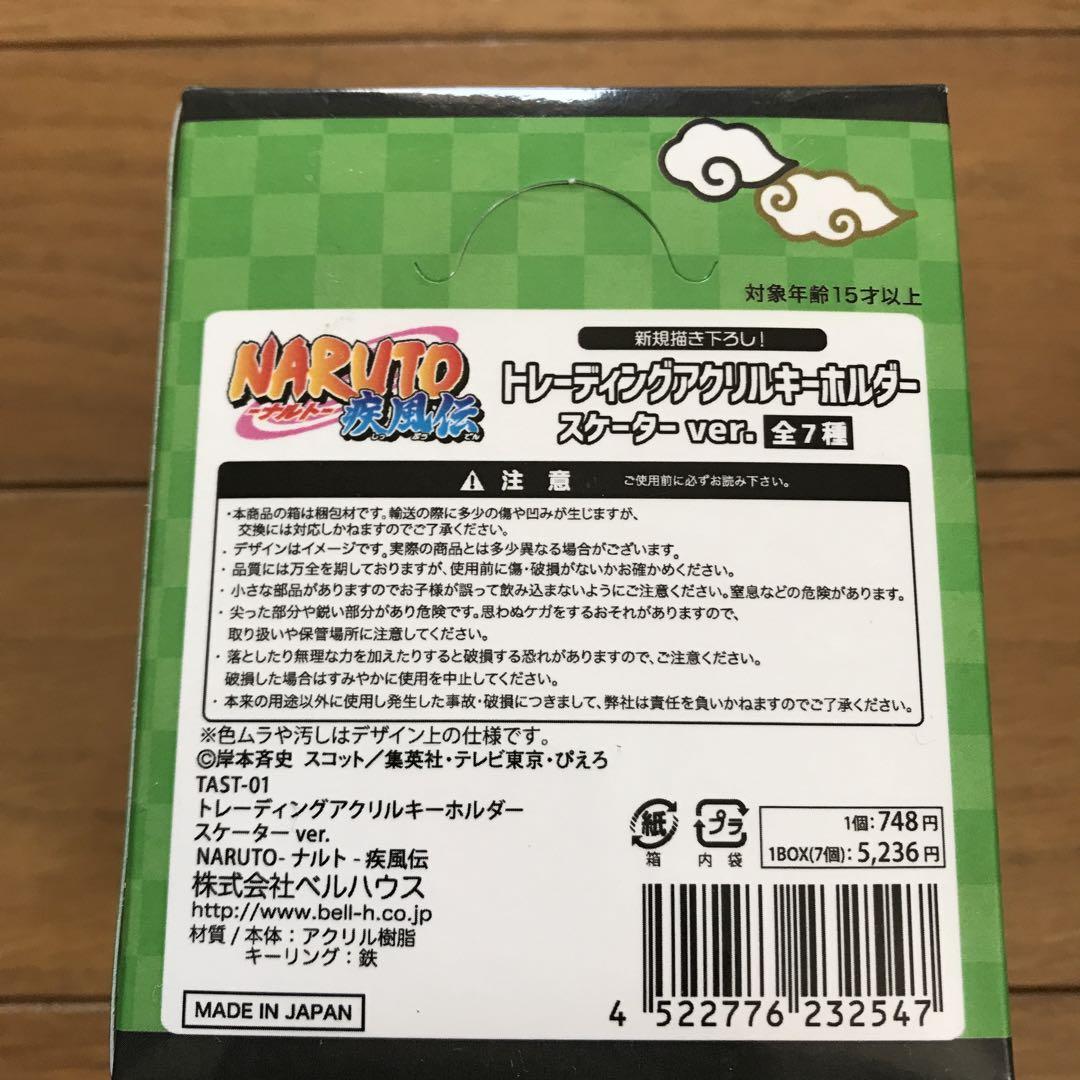 対象年齢15才以上
NARUTO
-ナルト-
疾風伝
しっ ぷう でん
新規描き下ろし!
トレーディングアクリルキーホルダー
スケーター ver. 全7種
注意 ご使用前に必ずお読み下さい。
・本商品の箱は梱包材です。輸送の際に多少の傷や凹みが生じますが、
交換には対応しかねますのでご了承ください。
・デザインはイメージです。実際の商品とは多少異なる場合がございます。
・品質には万全を期しておりますが、使用前に傷・破損がないかお確かめください。
・小さな部品がありますのでお子様が誤って飲み込まないようにご注意ください。窒息などの危険があります。
・尖った部分や鋭い部分があり危険です。思わぬケガをするおそれがありますので、
取り扱いや保管場所に注意してください。
・落としたり無理な力を加えたりすると破損する恐れがありますので、ご注意ください。
破損した場合はすみやかに使用を中止してください。
・本来の用途以外に使用し発生した事故・破損につきまして、弊社は責任を負いかねますのでご了承ください。
※色ムラや汚しはデザイン上の仕様です。
©岸本斉史 スコット/集英社・テレビ東京・ぴえろ
TAST-01
トレーディングアクリルキーホルダー
スケーター ver.
NARUTO- ナルト - 疾風伝
株式会社ベルハウス
http://www.bell-h.co.jp
材質/本体:アクリル樹脂
キーリング:鉄
MADE IN JAPAN
紙
箱
プラ
内袋
1個:748円
1BOX(7個):5,236円
4 522776 232547